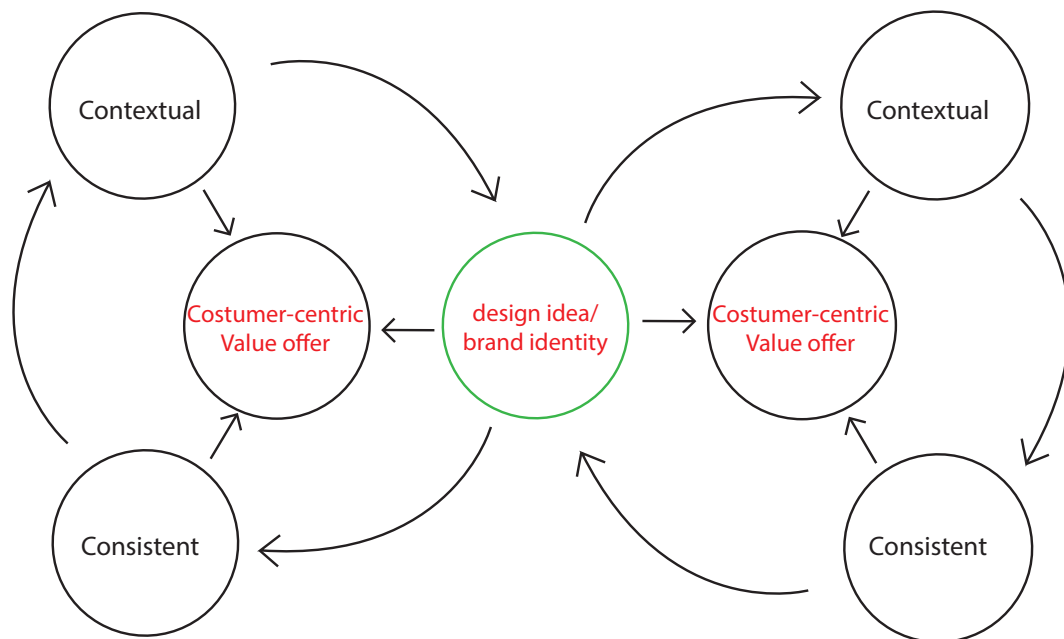 Contextual
Contextual
Costumer-centric
Value offer
design idea/
brand identity
Costumer-centric
Value offer
Consistent
Consistent